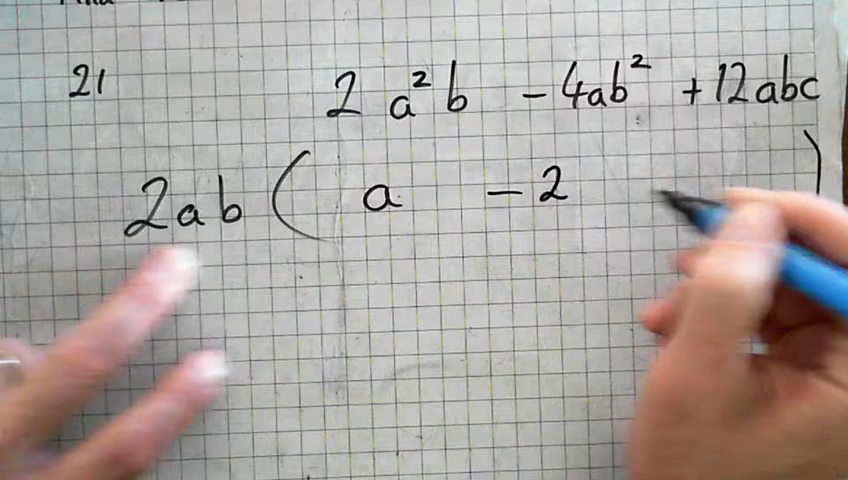 21 2a²b - 4ab² + 12abc
2ab ( a - 2 )